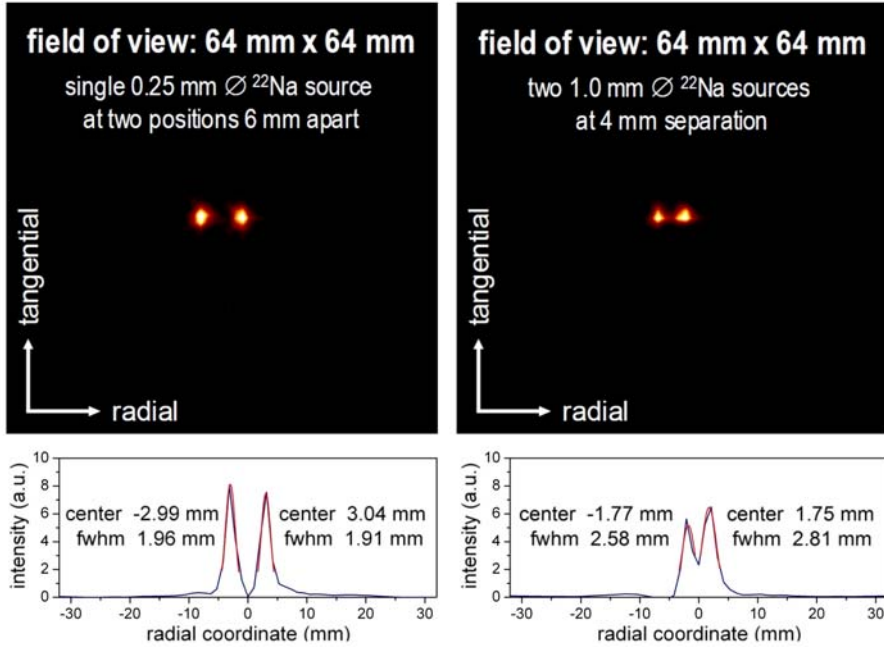 field of view: 64 mm x 64 mm
single 0.25 mm ∅ ²²Na source
at two positions 6 mm apart
tangential
radial
field of view: 64 mm x 64 mm
two 1.0 mm ∅ ²²Na sources
at 4 mm separation
tangential
radial
intensity (a.u.)
10
8
6
4
2
0
center -2.99 mm
fwhm 1.96 mm
center 3.04 mm
fwhm 1.91 mm
-30 -20 -10 0 10 20 30
radial coordinate (mm)
intensity (a.u.)
10
8
6
4
2
0
center -1.77 mm
fwhm 2.58 mm
center 1.75 mm
fwhm 2.81 mm
-30 -20 -10 0 10 20 30
radial coordinate (mm)